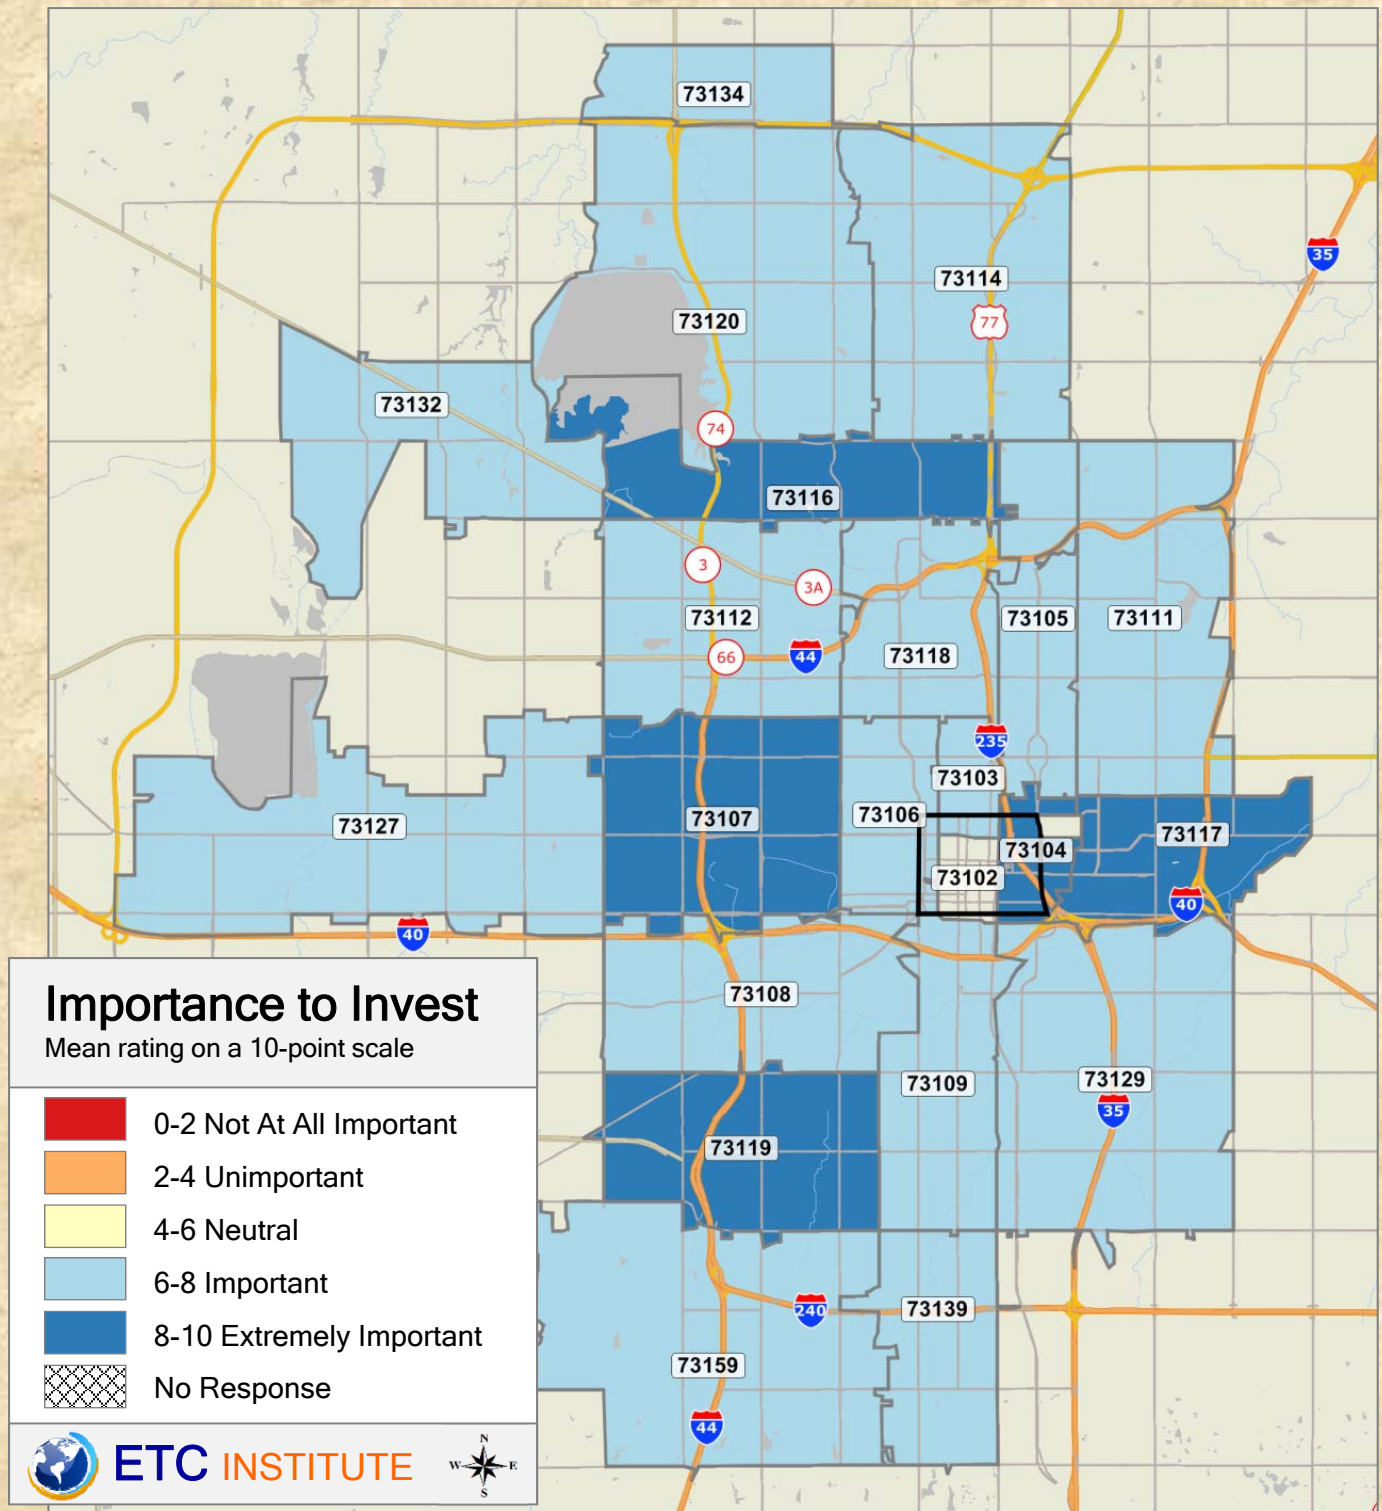 73134
35
73114
77
73120
73132
74
73116
3
3A
73112
73105
73111
66
44
73118
235
73103
73106
73107
73127
73117
73104
73102
40
40
Importance to Invest
Mean rating on a 10-point scale
0-2 Not At All Important
2-4 Unimportant
4-6 Neutral
6-8 Important
8-10 Extremely Important
No Response
ETC INSTITUTE
N
W E
S
73108
73109
73129
35
73119
240
73139
73159
44